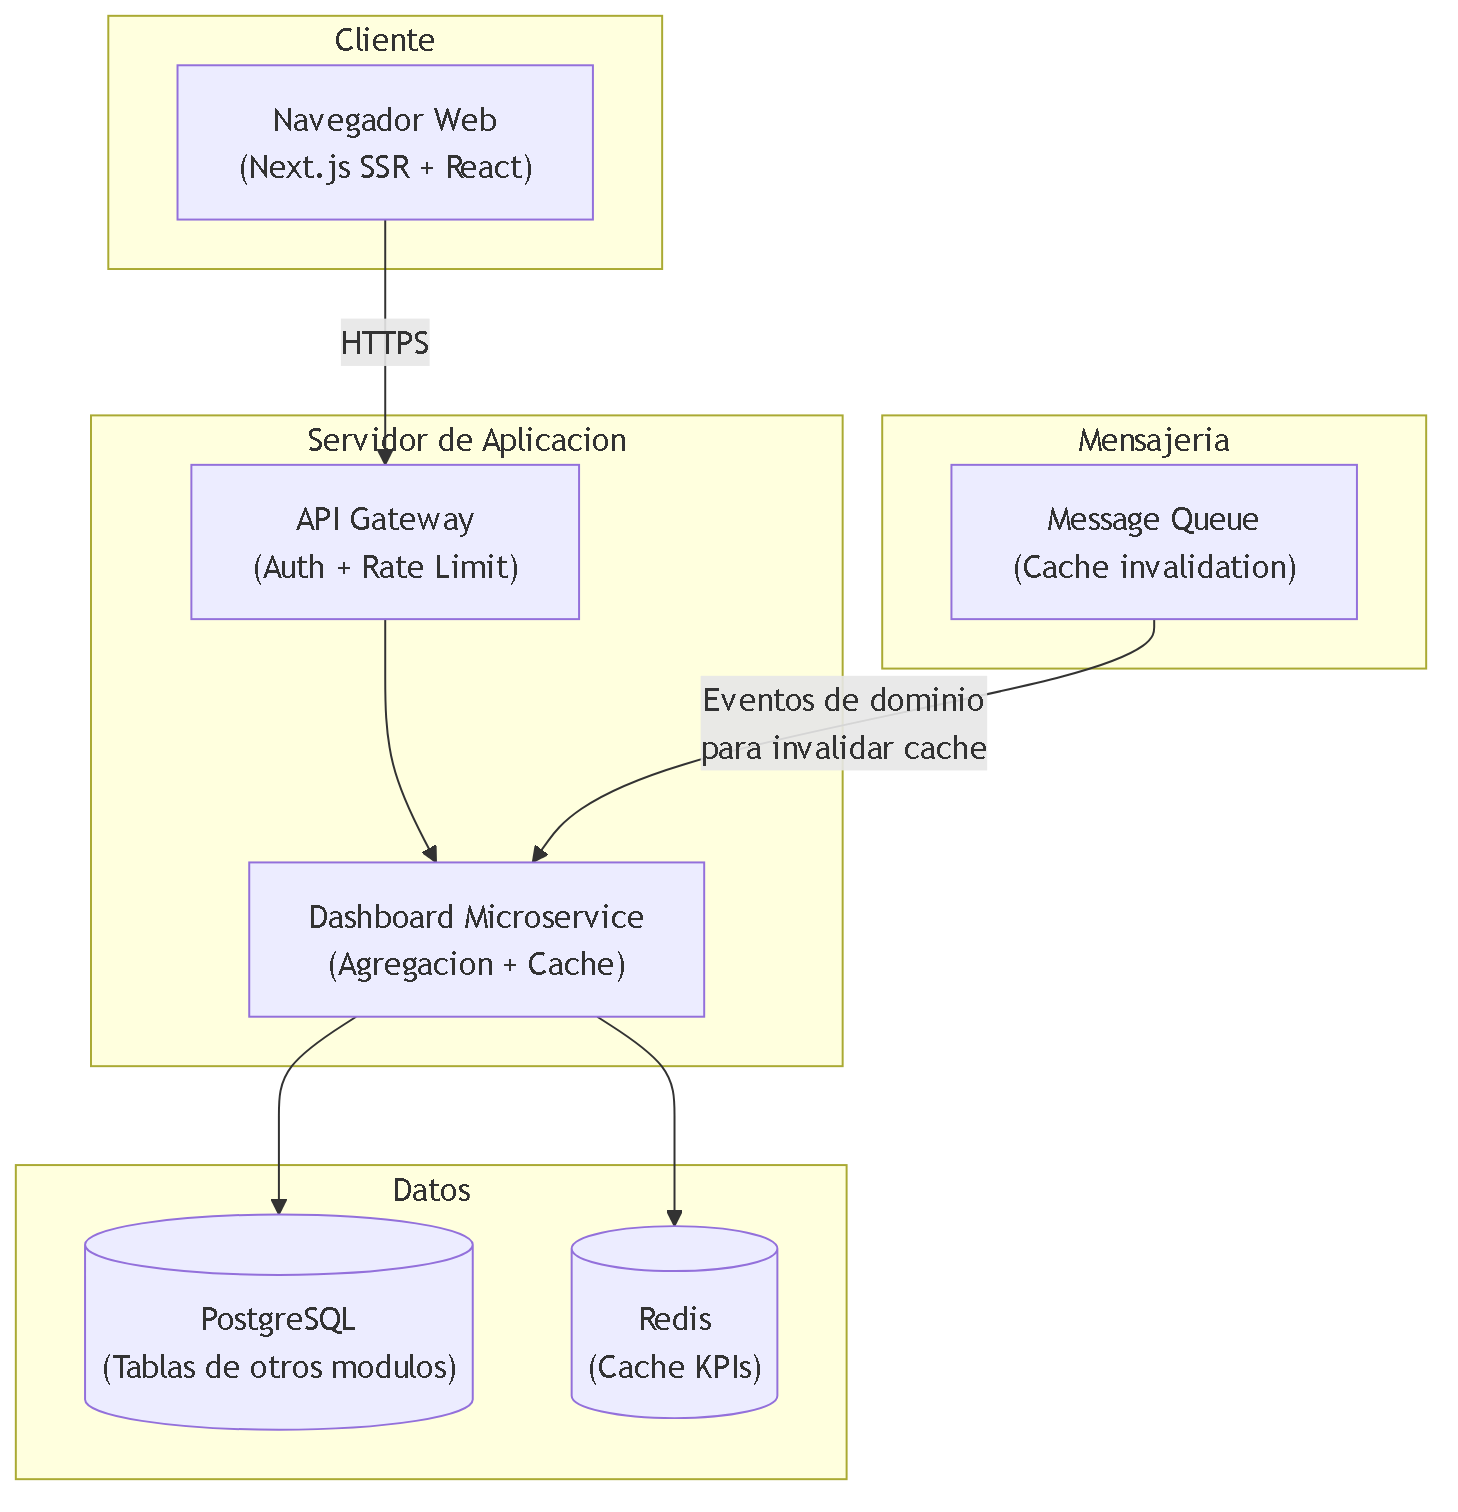 Cliente
Navegador Web
(Next.js SSR + React)
HTTPS
Servidor de Aplicacion
API Gateway
(Auth + Rate Limit)
Mensajeria
Message Queue
(Cache invalidation)
Eventos de dominio
para invalidar cache
Dashboard Microservice
(Agregacion + Cache)
Datos
PostgreSQL
(Tablas de otros modulos)
Redis
(Cache KPIs)